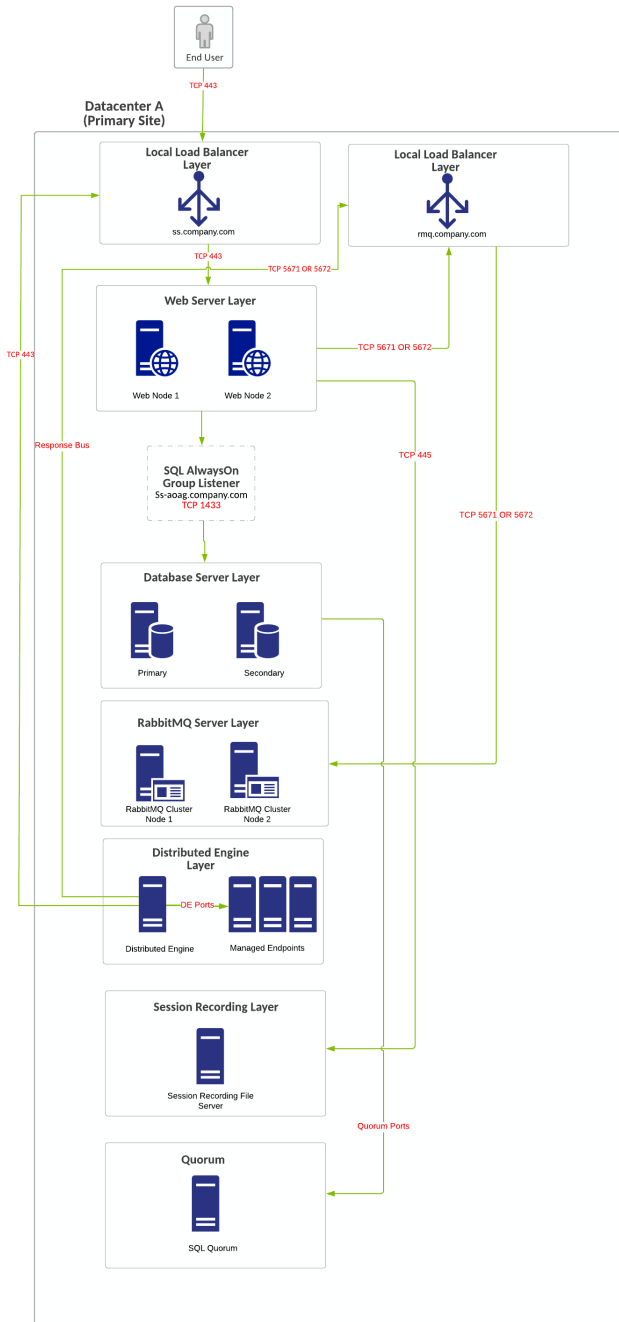 End User
TCP 443
Datacenter A
(Primary Site)
Local Load Balancer
Layer
ss.company.com
Local Load Balancer
Layer
rmq.company.com
TCP 443
TCP 5671 OR 5672
Web Server Layer
Web Node 1
Web Node 2
TCP 5671 OR 5672
TCP 443
Response Bus
TCP 445
SQL AlwaysOn
Group Listener
Ss-aoag.company.com
TCP 1433
TCP 5671 OR 5672
Database Server Layer
Primary
Secondary
RabbitMQ Server Layer
RabbitMQ Cluster
Node 1
RabbitMQ Cluster
Node 2
Distributed Engine
Layer
DE Ports
Distributed Engine
Managed Endpoints
Session Recording Layer
Session Recording File
Server
Quorum Ports
Quorum
SQL Quorum